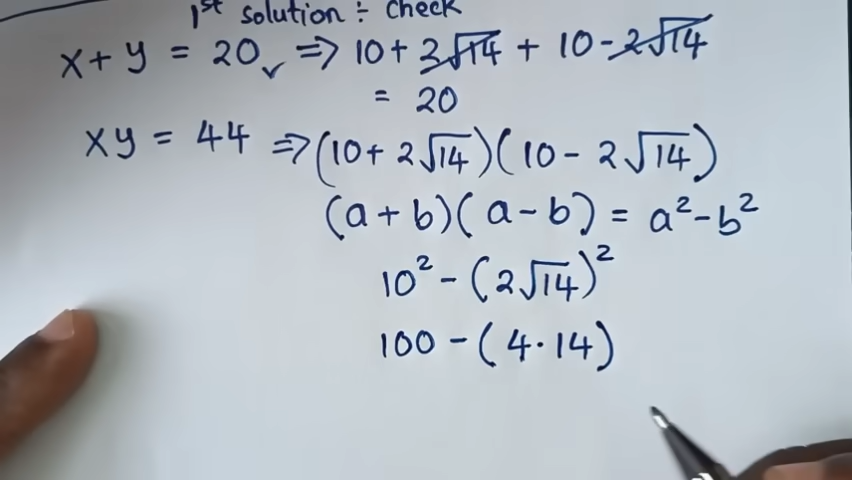 1st solution ÷ Check
x + y = 20 ✓ ⇒ 10 + 2√14 + 10 - 2√14
= 20
xy = 44 ⇒ (10 + 2√14)(10 - 2√14)
(a + b)(a - b) = a² - b²
10² - (2√14)²
100 - (4·14)